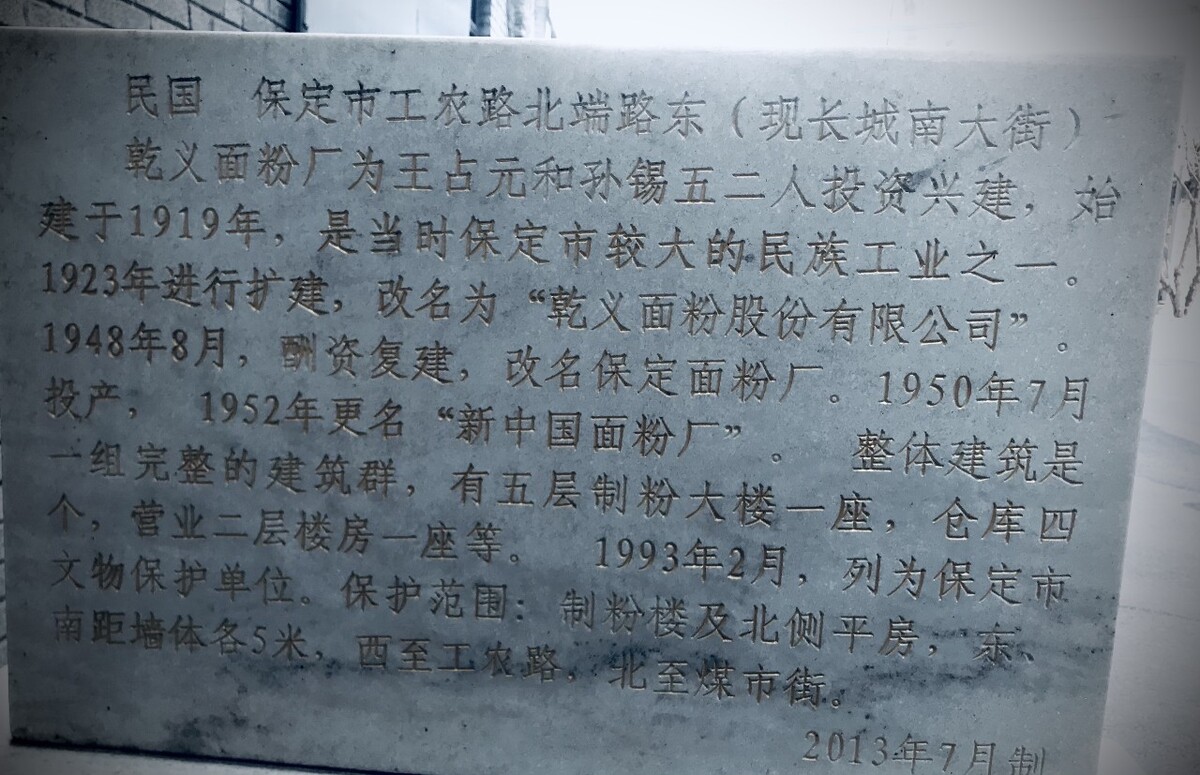 民国　保定市工农路北端路东（现长城南大街）
乾义面粉厂为王占元和孙锡五二人投资兴建，始
建于1919年，是当时保定市较大的民族工业之一。
1923年进行扩建，改名为“乾义面粉股份有限公司”。
1948年8月，酬资复建，改名保定面粉厂。1950年7月
投产， 1952年更名“新中国面粉厂”。 整体建筑是
一组完整的建筑群，有五层制粉大楼一座，仓库四
个，营业二层楼房一座等。 1993年2月，列为保定市
文物保护单位。保护范围：制粉楼及北侧平房，东、
南距墙体各5米，西至工农路，北至煤市街。
2013年7月制